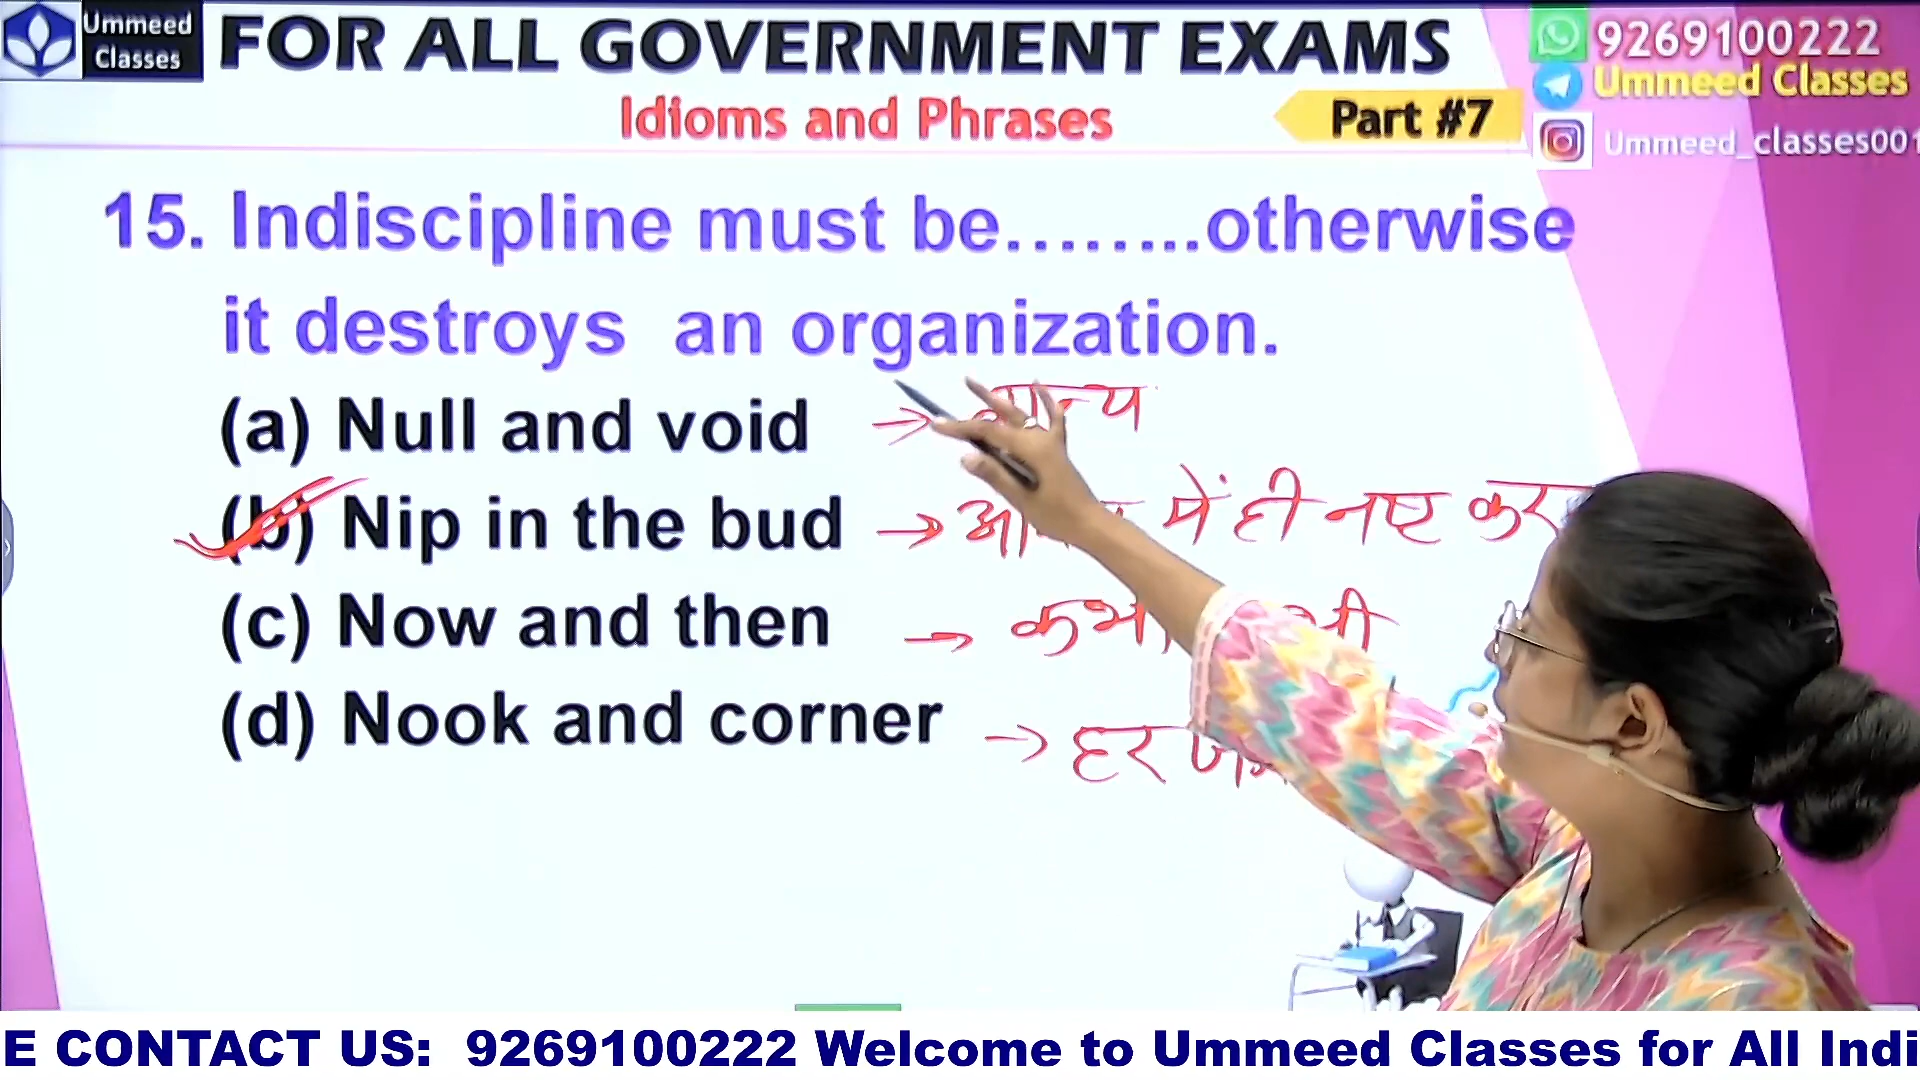 Ummeed
Classes
FOR ALL GOVERNMENT EXAMS
9269100222
Ummeed Classes
Idioms and Phrases
Part #7
Ummeed_classes001
15. Indiscipline must be........otherwise
it destroys an organization.
(a) Null and void →
(b) Nip in the bud → में ही नष्ट
(c) Now and then →
(d) Nook and corner → हर
E CONTACT US: 9269100222 Welcome to Ummeed Classes for All Indi